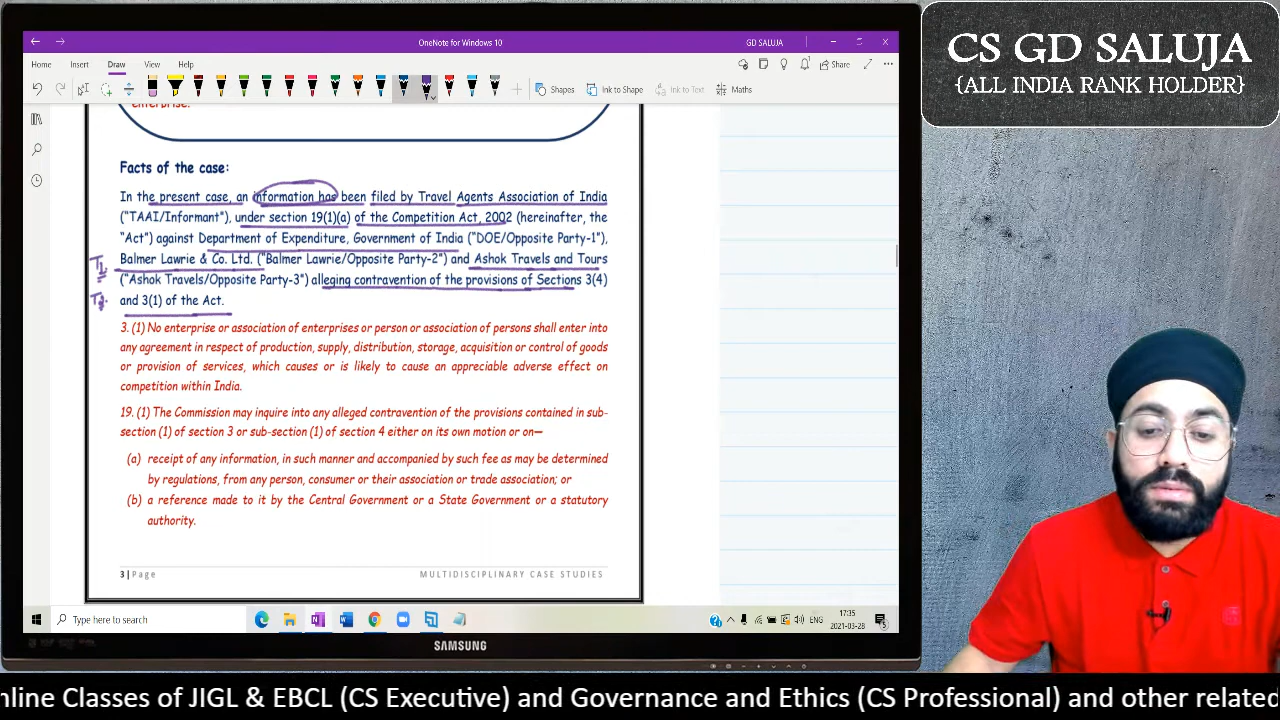 OneNote for Windows 10
GD SALUJA
Home Insert Draw View Help
Share
Shapes Ink to Shape Ink to Text Maths
enterprise.
Facts of the case:
In the present case, an information has been filed by Travel Agents Association of India
("TAAI/Informant"), under section 19(1)(a) of the Competition Act, 2002 (hereinafter, the
"Act") against Department of Expenditure, Government of India ("DOE/Opposite Party-1"),
Balmer Lawrie & Co. Ltd. ("Balmer Lawrie/Opposite Party-2") and Ashok Travels and Tours
("Ashok Travels/Opposite Party-3") alleging contravention of the provisions of Sections 3(4)
and 3(1) of the Act.
3. (1) No enterprise or association of enterprises or person or association of persons shall enter into
any agreement in respect of production, supply, distribution, storage, acquisition or control of goods
or provision of services, which causes or is likely to cause an appreciable adverse effect on
competition within India.
19. (1) The Commission may inquire into any alleged contravention of the provisions contained in sub-
section (1) of section 3 or sub-section (1) of section 4 either on its own motion or on—
(a) receipt of any information, in such manner and accompanied by such fee as may be determined
by regulations, from any person, consumer or their association or trade association; or
(b) a reference made to it by the Central Government or a State Government or a statutory
authority.
3 | Page
MULTIDISCIPLINARY CASE STUDIES
Type here to search
ENG
17:35
2021-03-28
SAMSUNG
CS GD SALUJA
{ALL INDIA RANK HOLDER}
nline Classes of JIGL & EBCL (CS Executive) and Governance and Ethics (CS Professional) and other related